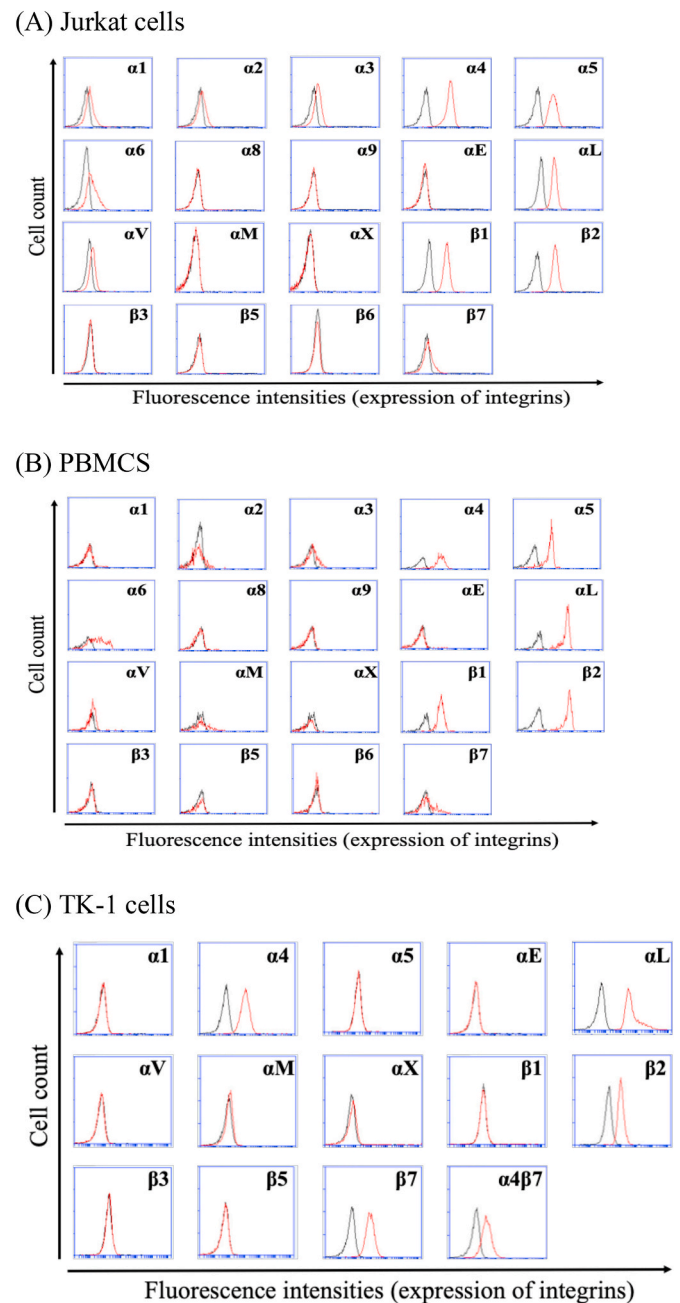 (A) Jurkat cells
α1 α2 α3 α4 α5
α6 α8 α9 αE αL
αV αM αX β1 β2
β3 β5 β6 β7
Cell count
Fluorescence intensities (expression of integrins)
(B) PBMCS
α1 α2 α3 α4 α5
α6 α8 α9 αE αL
αV αM αX β1 β2
β3 β5 β6 β7
Cell count
Fluorescence intensities (expression of integrins)
(C) TK-1 cells
α1 α4 α5 αE αL
αV αM αX β1 β2
β3 β5 β7 α4β7
Cell count
Fluorescence intensities (expression of integrins)